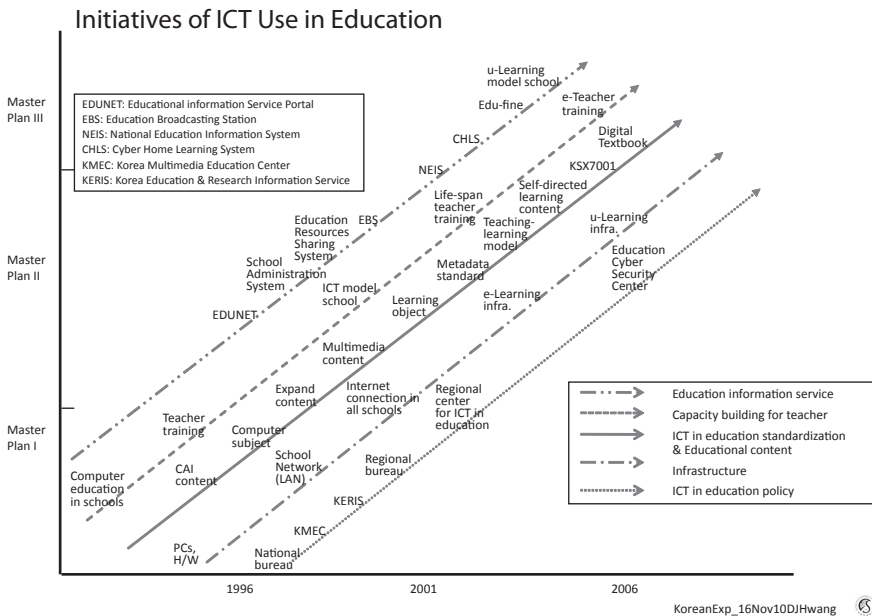 Initiatives of ICT Use in Education
Master
Plan III
EDUNET: Educational information Service Portal
EBS: Education Broadcasting Station
NEIS: National Education Information System
CHLS: Cyber Home Learning System
KMEC: Korea Multimedia Education Center
KERIS: Korea Education & Research Information Service
u-Learning
model school
Edu-fine
e-Teacher
training
CHLS
Digital
Textbook
NEIS
KSX7001
Life-span
teacher
training
Self-directed
learning
content
Education
Resources
Sharing
System
EBS
Teaching-
learning
model
u-Learning
infra.
Master
Plan II
School
Administration
System
Metadata
standard
Education
Cyber
Security
Center
ICT model
school
Learning
object
e-Learning
infra.
EDUNET
Multimedia
content
Expand
content
Internet
connection in
all schools
Regional
center
for ICT in
education
Master
Plan I
Teacher
training
Computer
subject
Computer
education
in schools
CAI
content
School
Network
(LAN)
Regional
bureau
KERIS
KMEC
PCs,
H/W
National
bureau
Education information service
Capacity building for teacher
ICT in education standardization
& Educational content
Infrastructure
ICT in education policy
1996
2001
2006
KoreanExp_16Nov10DJHwang